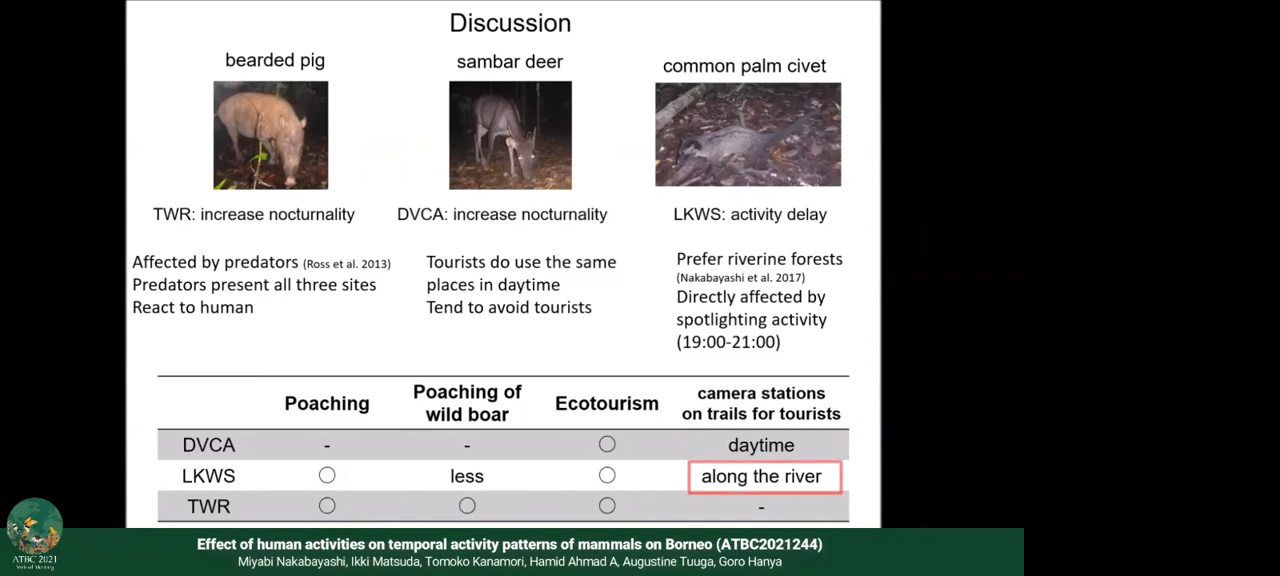 Discussion
bearded pig
sambar deer
common palm civet
TWR: increase nocturnality
DVCA: increase nocturnality
LKWS: activity delay
Affected by predators (Ross et al. 2013)
Predators present all three sites
React to human
Tourists do use the same
places in daytime
Tend to avoid tourists
Prefer riverine forests
(Nakabayashi et al. 2017)
Directly affected by
spotlighting activity
(19:00-21:00)
Poaching
Poaching of
wild boar
Ecotourism
camera stations
on trails for tourists
DVCA - - ○ daytime
LKWS ○ less ○ along the river
TWR ○ ○ ○ -
ATBC 2021
Virtual Meeting
Effect of human activities on temporal activity patterns of mammals on Borneo (ATBC2021244)
Miyabi Nakabayashi, Ikki Matsuda, Tomoko Kanamori, Hamid Ahmad A, Augustine Tuuga, Goro Hanya